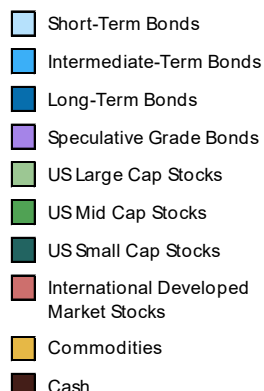 Short-Term Bonds
Intermediate-Term Bonds
Long-Term Bonds
Speculative Grade Bonds
US Large Cap Stocks
US Mid Cap Stocks
US Small Cap Stocks
International Developed
Market Stocks
Commodities
Cash